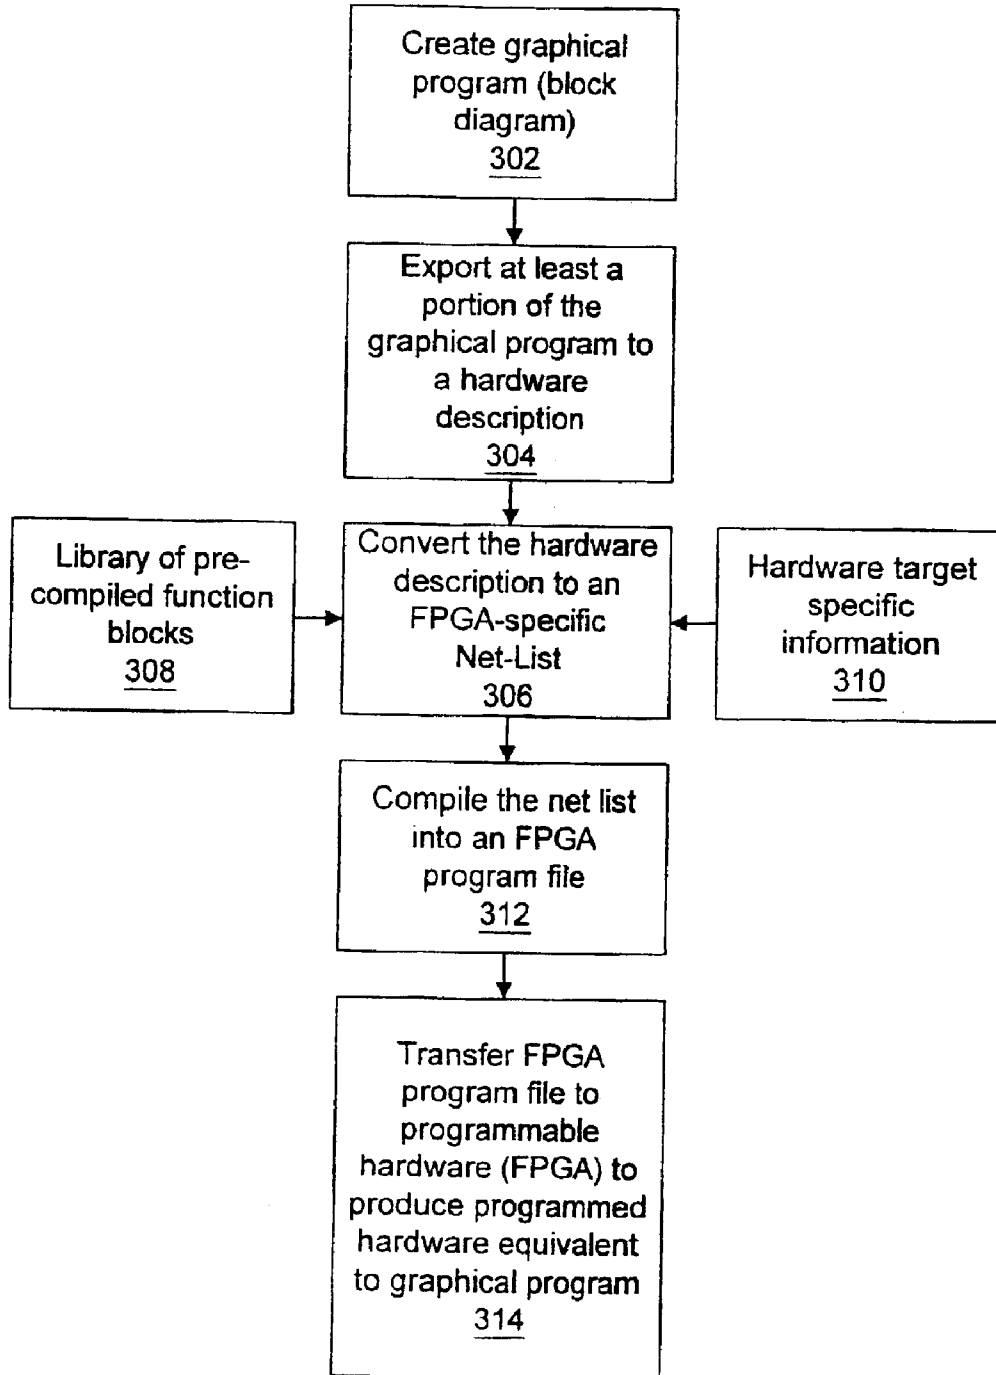 Create graphical
program (block
diagram)
302
Export at least a
portion of the
graphical program to
a hardware
description
304
Library of pre-
compiled function
blocks
308
Convert the hardware
description to an
FPGA-specific
Net-List
306
Hardware target
specific
information
310
Compile the net list
into an FPGA
program file
312
Transfer FPGA
program file to
programmable
hardware (FPGA) to
produce programmed
hardware equivalent
to graphical program
314